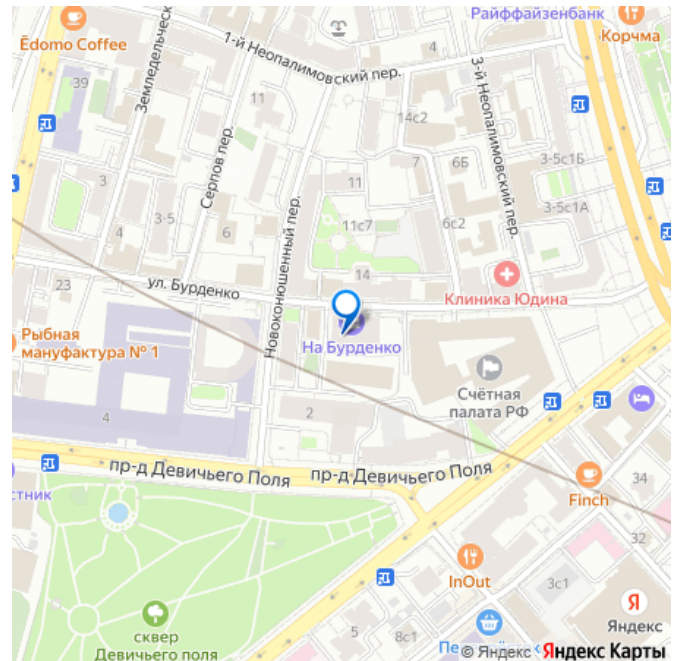 Райффайзенбанк
Корчма
Ēdomo Coffee
1-й Неопалимовский пер.
4
3-й Неопалимовский пер.
39
11
14с2
7
6Б
3-5с1Б
3
Серпов пер.
11
3-5
6
11с7
6с2
3-5с1А
4
Новоконюшенный пер.
14
23
ул. Бурденко
Клиника Юдина
Рыбная
мануфактура № 1
На Бурденко
Счётная
палата РФ
2
4
пр-д Девичьего Поля
пр-д Девичьего Поля
34
Finch
32
InOut
3с1
Я
Яндекс
сквер
Девичьего поля
5
8с1
© Яндекс Яндекс Карты